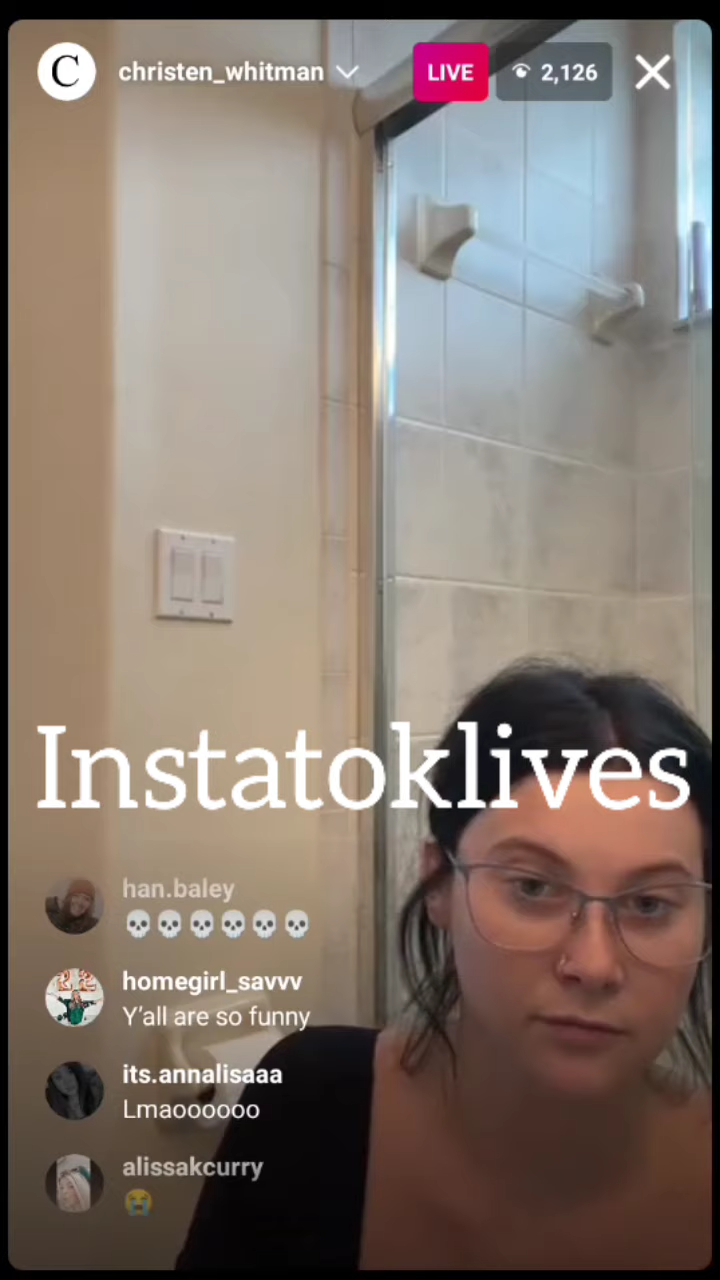 C
christen_whitman
LIVE
2,126
Instatoklives
han.baley
💀💀💀💀💀💀
homegirl_savvv
Y'all are so funny
its.annalisaaa
Lmaoooooo
alissakcurry
😭